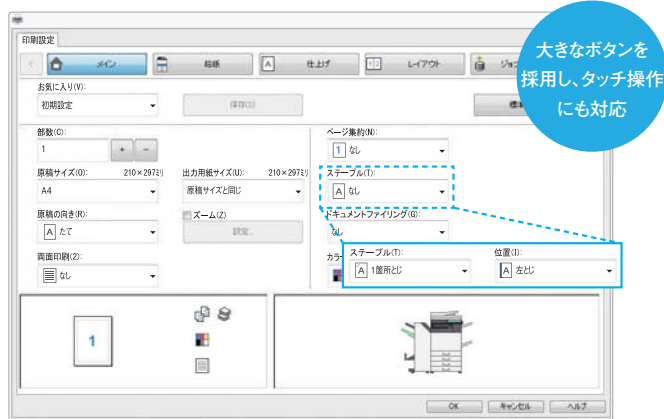 印刷設定
メイン
給紙
A
仕上げ
レイアウト
大きなボタンを
採用し、タッチ操作
にも対応
お気に入り(V):
初期設定
保存(S)
部数(C):
1
+
-
原稿サイズ(O): 210×297ミリ
A4
出力用紙サイズ(U): 210×297ミリ
原稿サイズと同じ
原稿の向き(R):
A たて
ズーム(Z)
設定...
両面印刷(2):
なし
ページ集約(N):
1 なし
ステープル(T):
A なし
ドキュメントファイリング(G):
なし
カラー
ステープル(T):
A 1箇所とじ
位置(I):
A 左とじ
1
OK
キャンセル
ヘルプ